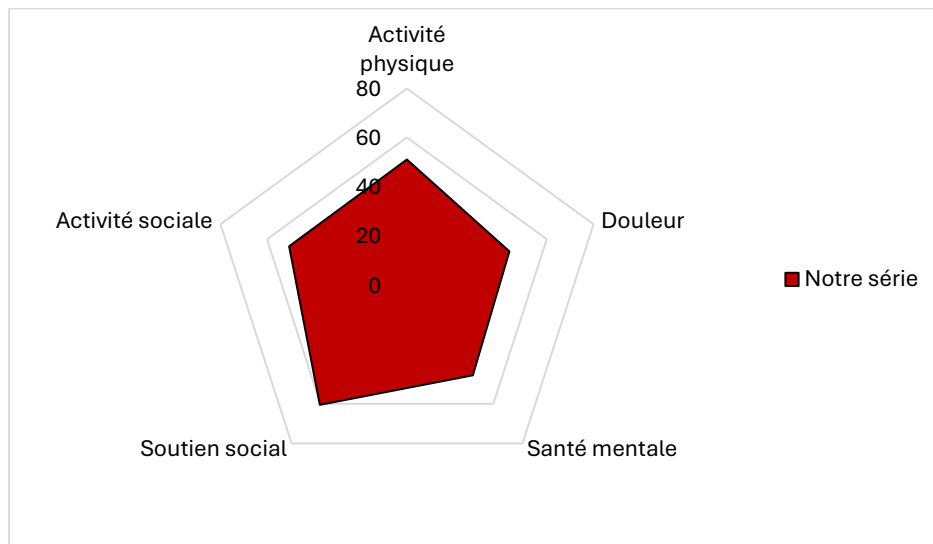 Activité
physique
80
60
40
20
0
Activité sociale
Douleur
Notre série
Soutien social
Santé mentale